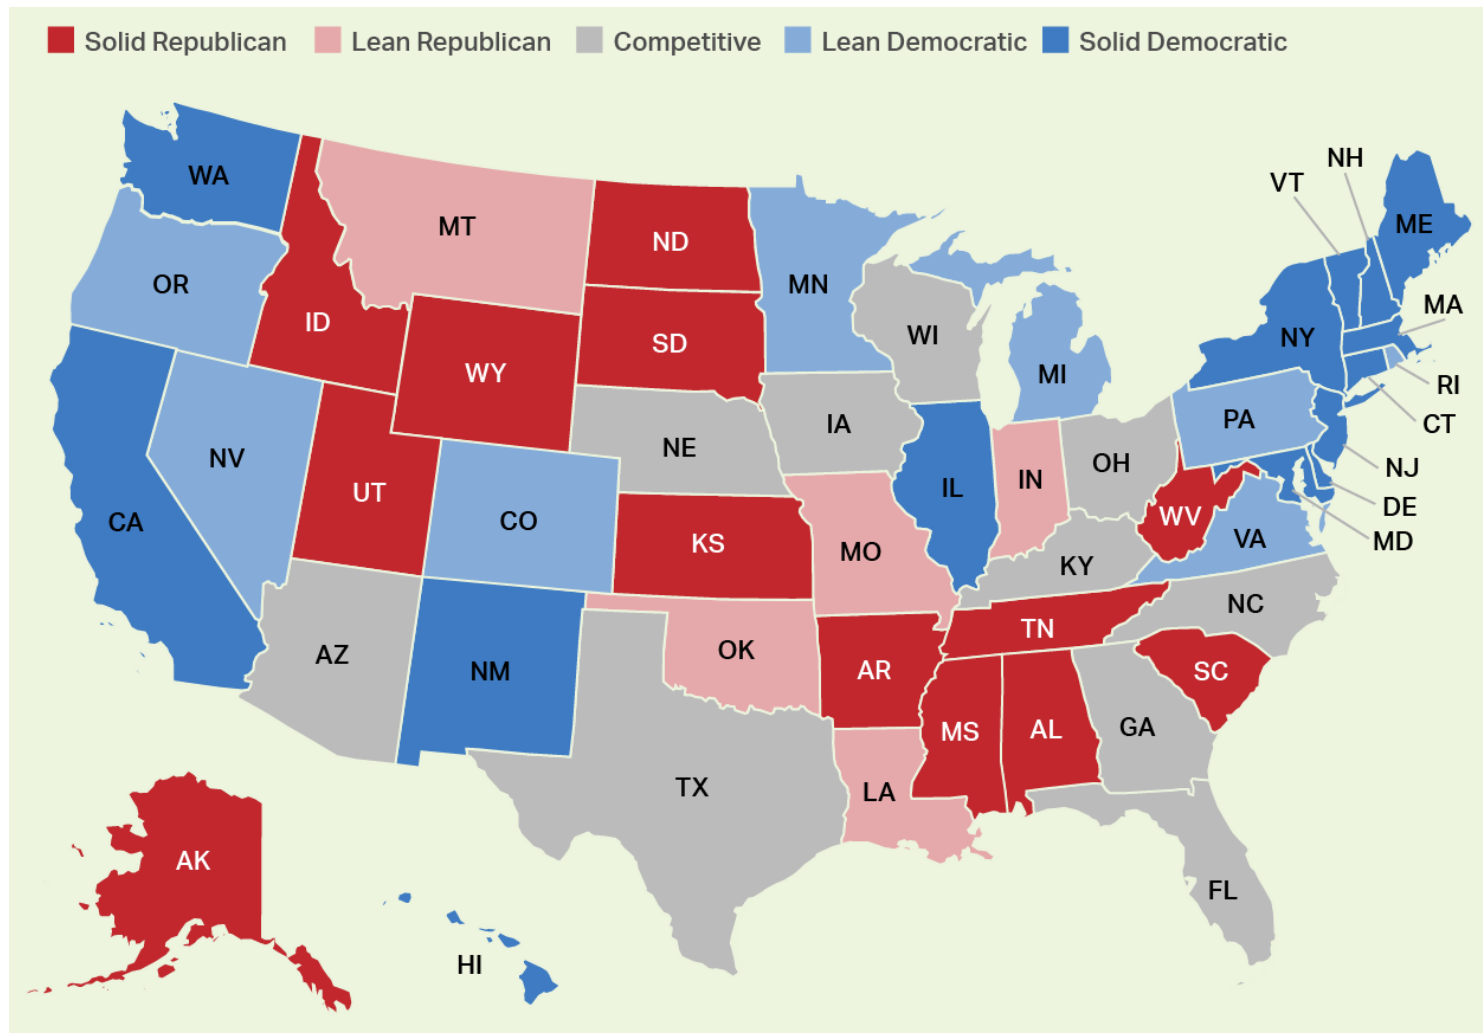 Solid Republican Lean Republican Competitive Lean Democratic Solid Democratic
NH
VT
WA
ME
MT
ND
OR
MN
MA
ID
WI
NY
SD
WY
MI
RI
PA
CT
IA
NE
NV
OH
NJ
IN
IL
UT
DE
WV
CA
CO
VA
MD
KS
MO
KY
NC
TN
AZ
OK
NM
AR
SC
GA
MS
AL
TX
LA
AK
FL
HI